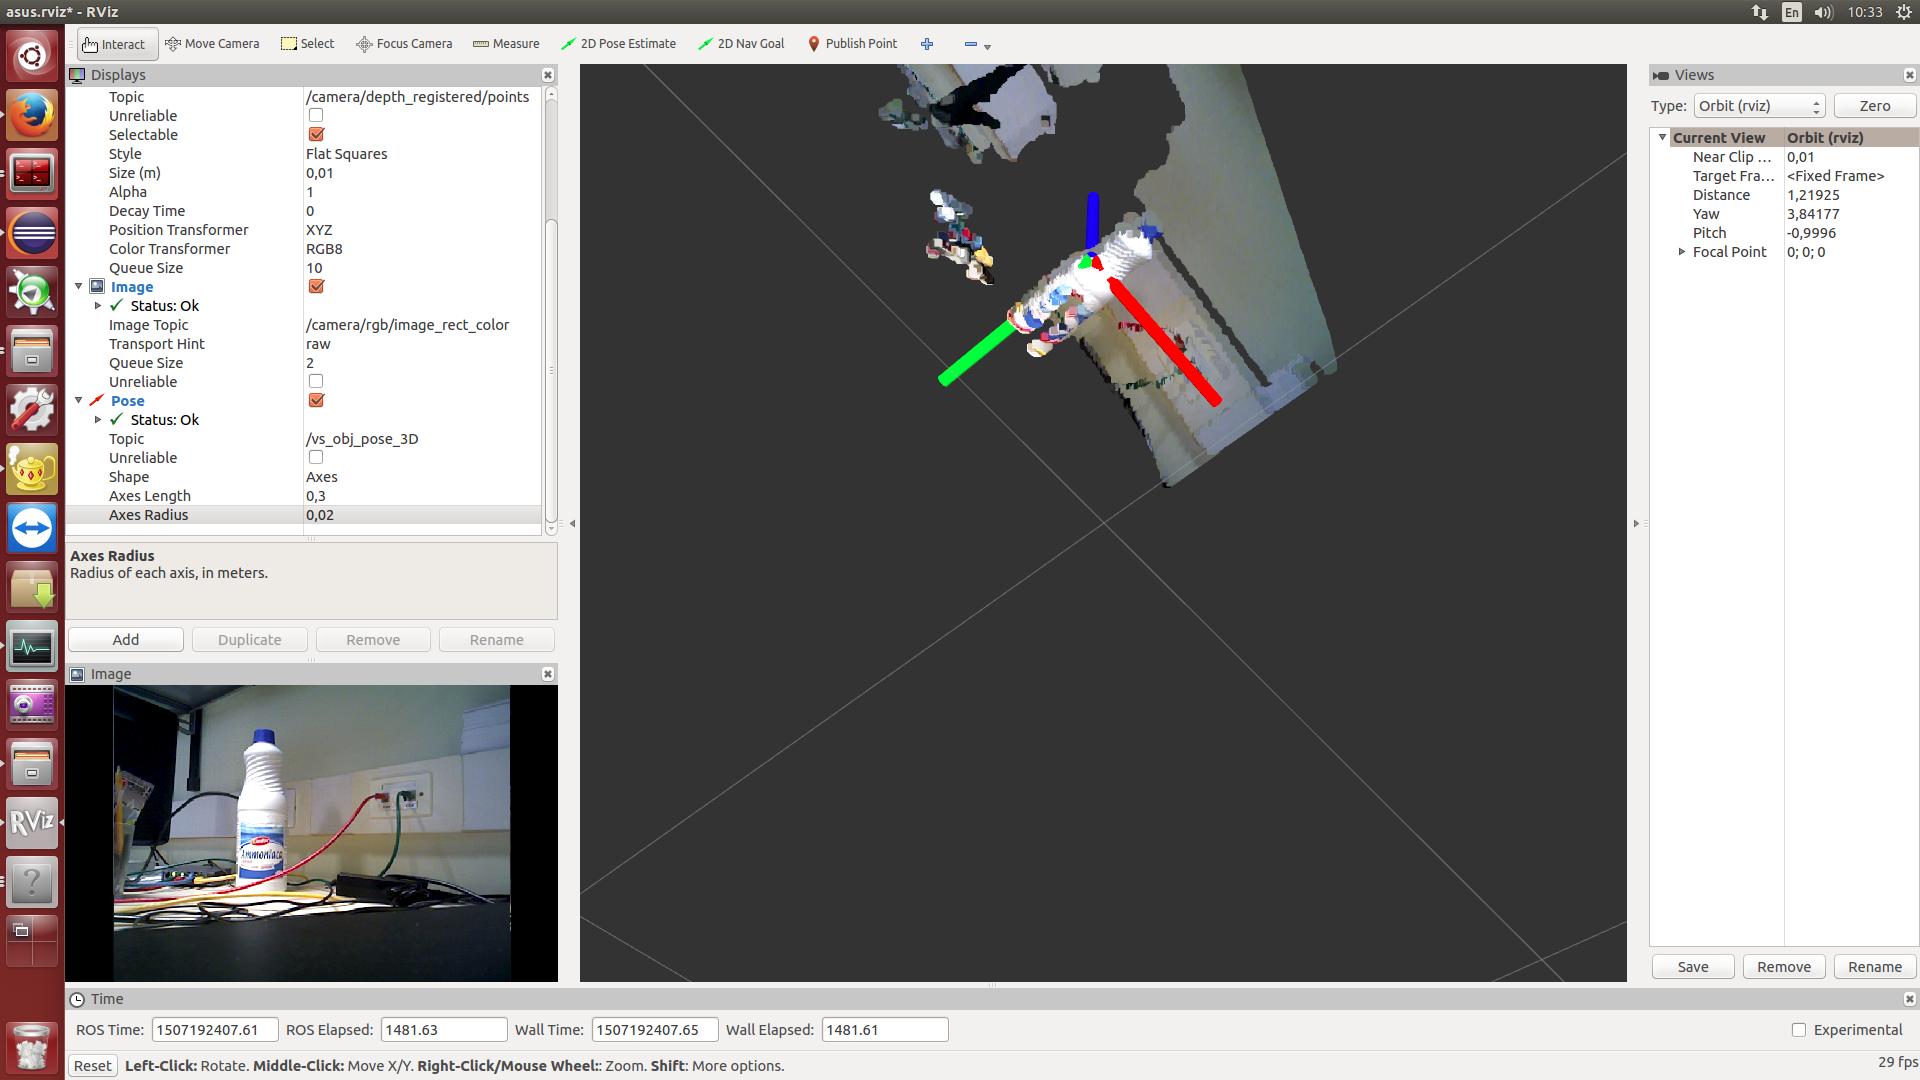 asus.rviz* - RViz
En
10:33
Interact
Move Camera
Select
Focus Camera
Measure
2D Pose Estimate
2D Nav Goal
Publish Point
Displays
Topic /camera/depth_registered/points
Unreliable
Selectable
Style Flat Squares
Size (m) 0,01
Alpha 1
Decay Time 0
Position Transformer XYZ
Color Transformer RGB8
Queue Size 10
Image
Status: Ok
Image Topic /camera/rgb/image_rect_color
Transport Hint raw
Queue Size 2
Unreliable
Pose
Status: Ok
Topic /vs_obj_pose_3D
Unreliable
Shape Axes
Axes Length 0,3
Axes Radius 0,02
Axes Radius
Radius of each axis, in meters.
Add Duplicate Remove Rename
Image
Ammoniaca
RViz
?
Views
Type: Orbit (rviz) Zero
Current View Orbit (rviz)
Near Clip ... 0,01
Target Fra... <Fixed Frame>
Distance 1,21925
Yaw 3,84177
Pitch -0,9996
Focal Point 0; 0; 0
Save Remove Rename
Time
ROS Time: 1507192407.61 ROS Elapsed: 1481.63 Wall Time: 1507192407.65 Wall Elapsed: 1481.61 Experimental
Reset Left-Click: Rotate. Middle-Click: Move X/Y. Right-Click/Mouse Wheel:: Zoom. Shift: More options. 29 fps